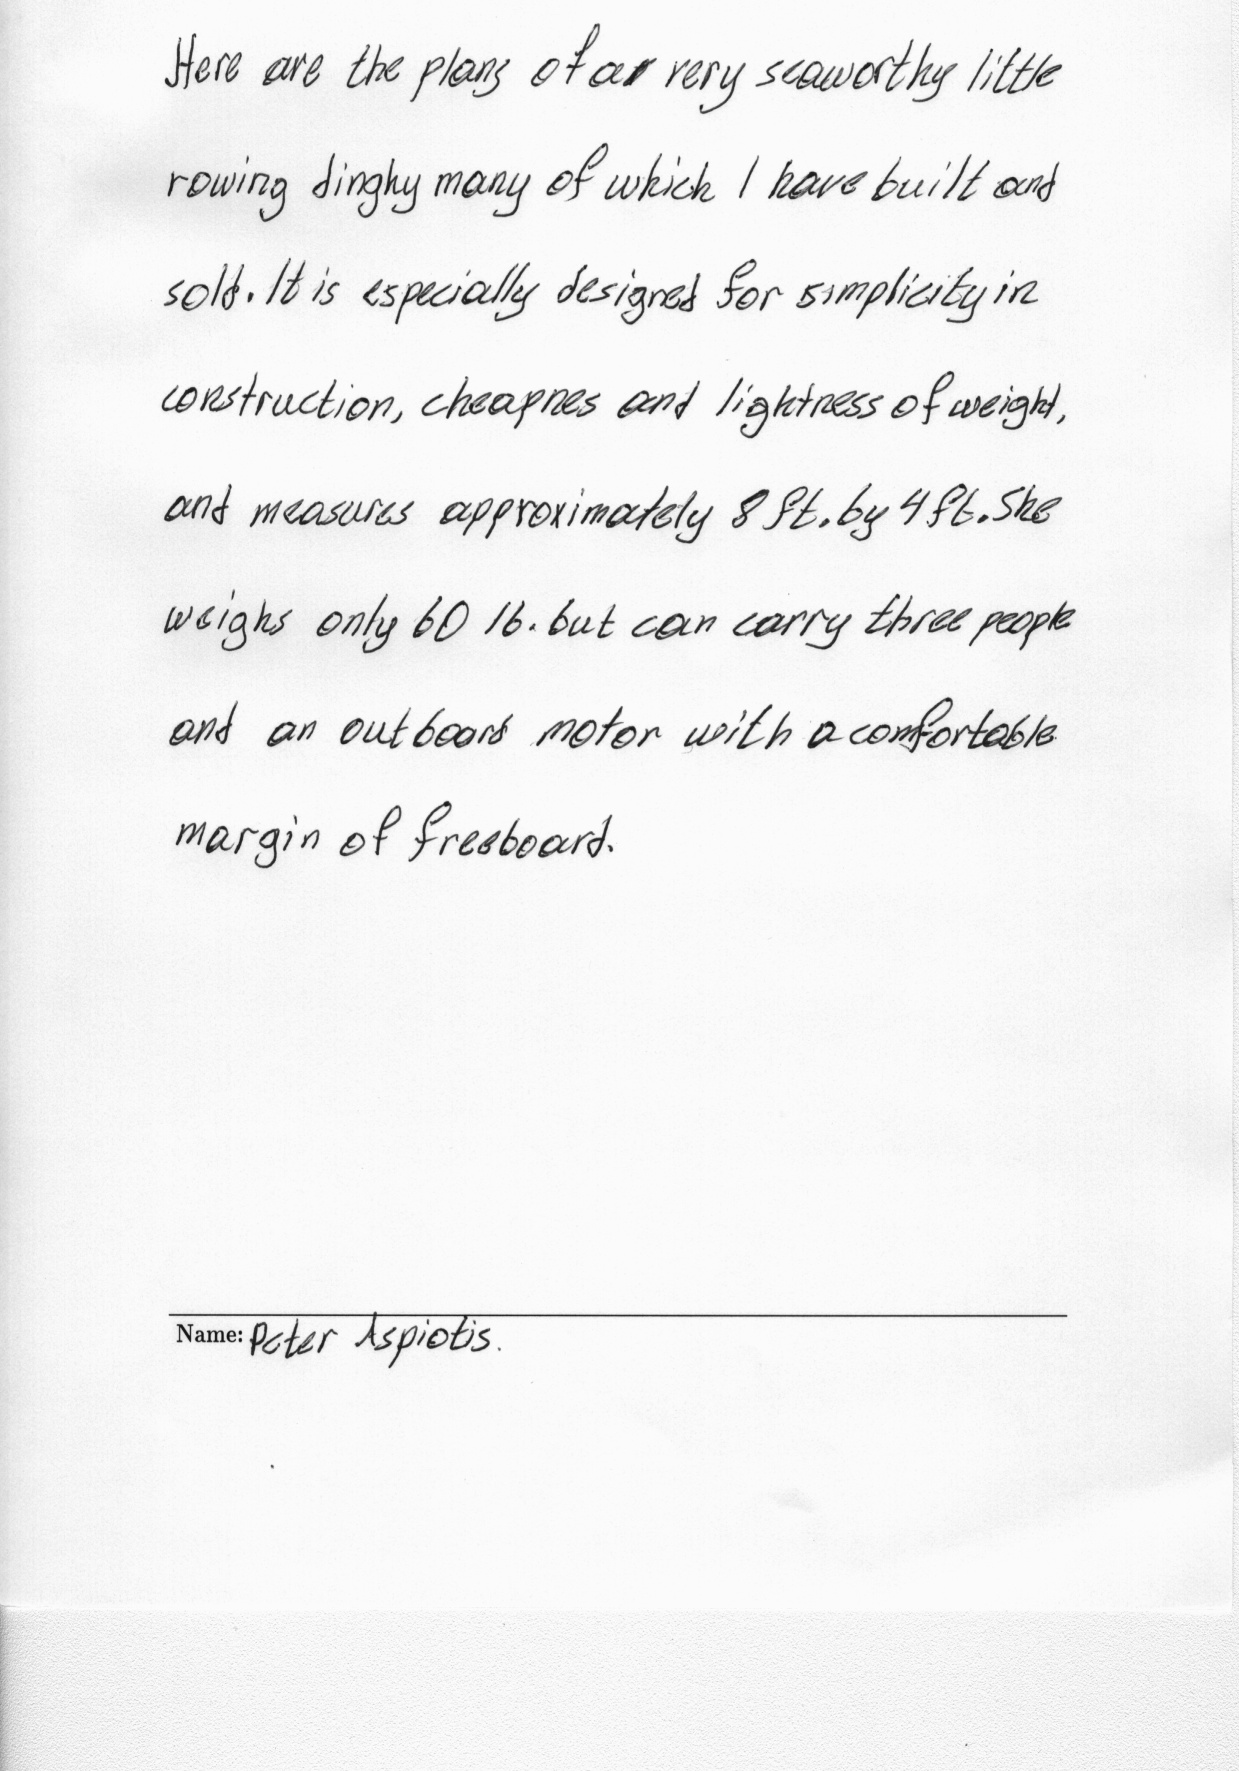 Here are the plans of a very seaworthy little
rowing dinghy many of which I have built and
sold. It is especially designed for simplicity in
construction, cheapnes and lightness of weight,
and measures approximately 8 ft. by 4 ft. She
weighs only 60 lb. but can carry three people
and an outboard motor with a comfortable
margin of freeboard.
Name: Peter Aspiotis.